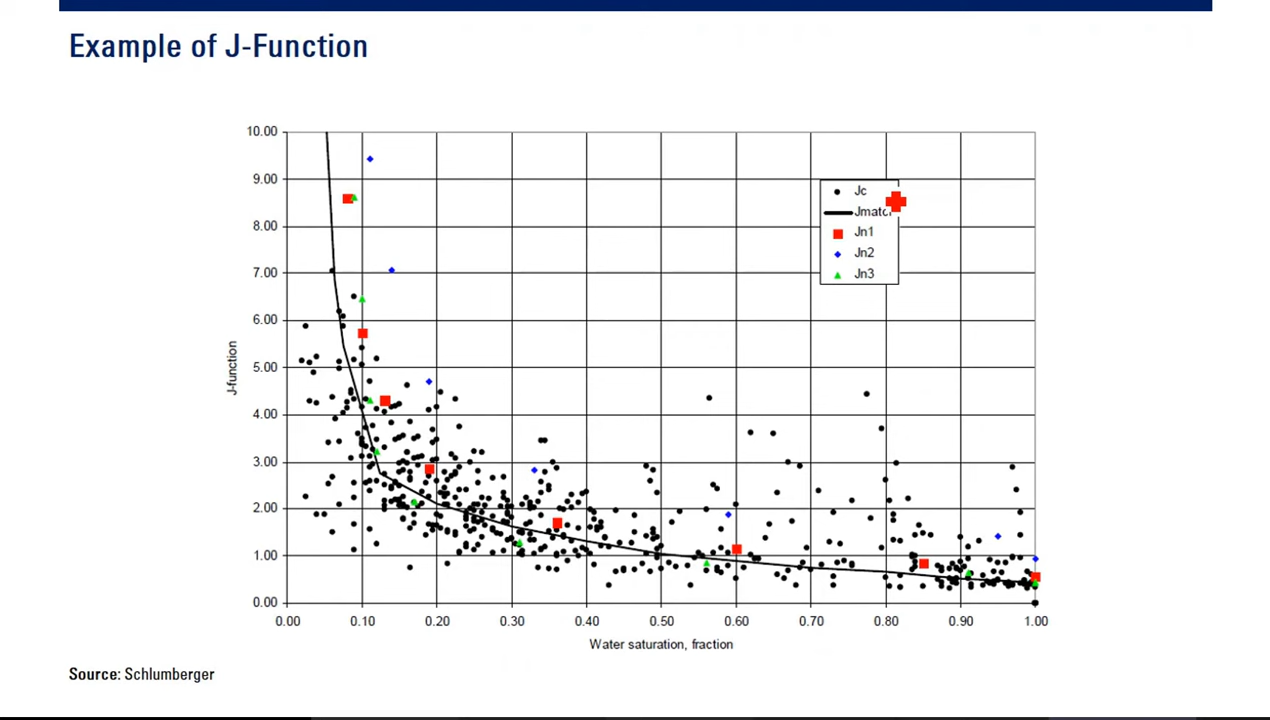 Example of J-Function
10.00
9.00
8.00
7.00
6.00
5.00
4.00
3.00
2.00
1.00
0.00
J-function
Jc
Jn1
Jn2
Jn3
0.00 0.10 0.20 0.30 0.40 0.50 0.60 0.70 0.80 0.90 1.00
Water saturation, fraction
Source: Schlumberger